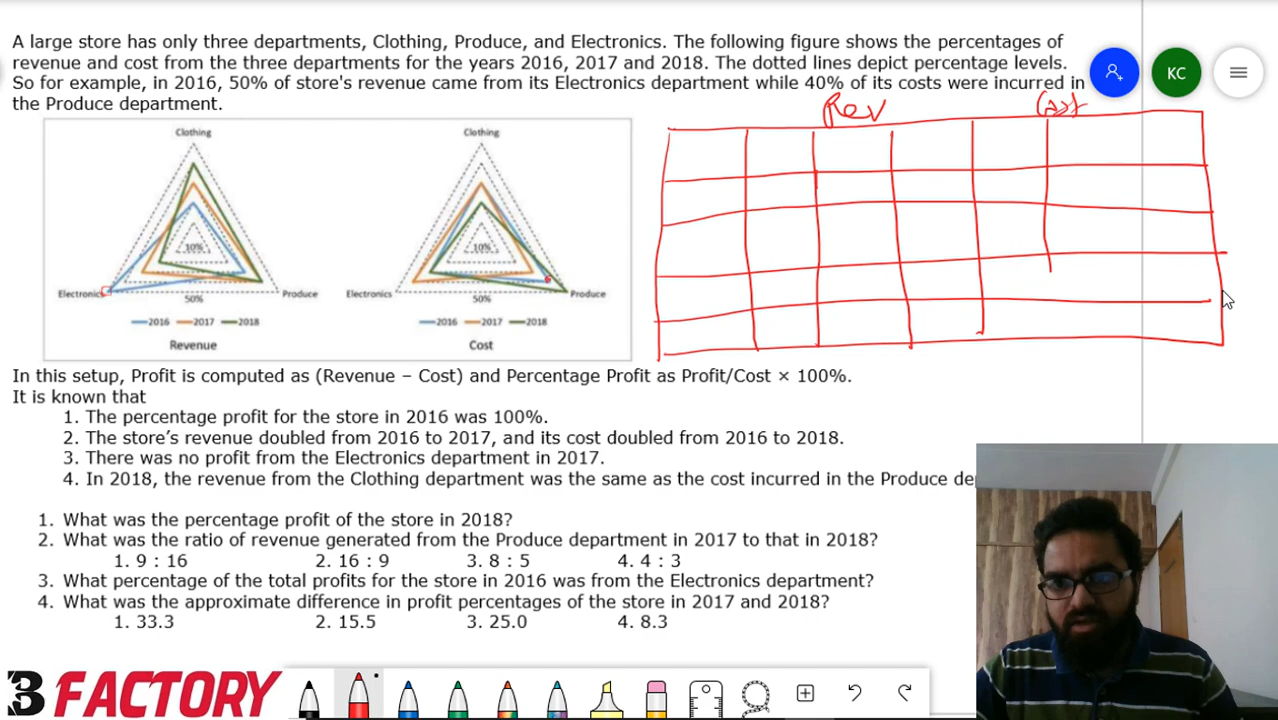 A large store has only three departments, Clothing, Produce, and Electronics. The following figure shows the percentages of
revenue and cost from the three departments for the years 2016, 2017 and 2018. The dotted lines depict percentage levels.
So for example, in 2016, 50% of store's revenue came from its Electronics department while 40% of its costs were incurred in
the Produce department.
KC
Rev
Cost
Clothing
Clothing
10%
10%
Electronics
50%
Produce
Electronics
50%
Produce
2016 2017 2018
2016 2017 2018
Revenue
Cost
In this setup, Profit is computed as (Revenue – Cost) and Percentage Profit as Profit/Cost × 100%.
It is known that
1. The percentage profit for the store in 2016 was 100%.
2. The store's revenue doubled from 2016 to 2017, and its cost doubled from 2016 to 2018.
3. There was no profit from the Electronics department in 2017.
4. In 2018, the revenue from the Clothing department was the same as the cost incurred in the Produce de
1. What was the percentage profit of the store in 2018?
2. What was the ratio of revenue generated from the Produce department in 2017 to that in 2018?
1. 9 : 16 2. 16 : 9 3. 8 : 5 4. 4 : 3
3. What percentage of the total profits for the store in 2016 was from the Electronics department?
4. What was the approximate difference in profit percentages of the store in 2017 and 2018?
1. 33.3 2. 15.5 3. 25.0 4. 8.3
3 FACTORY